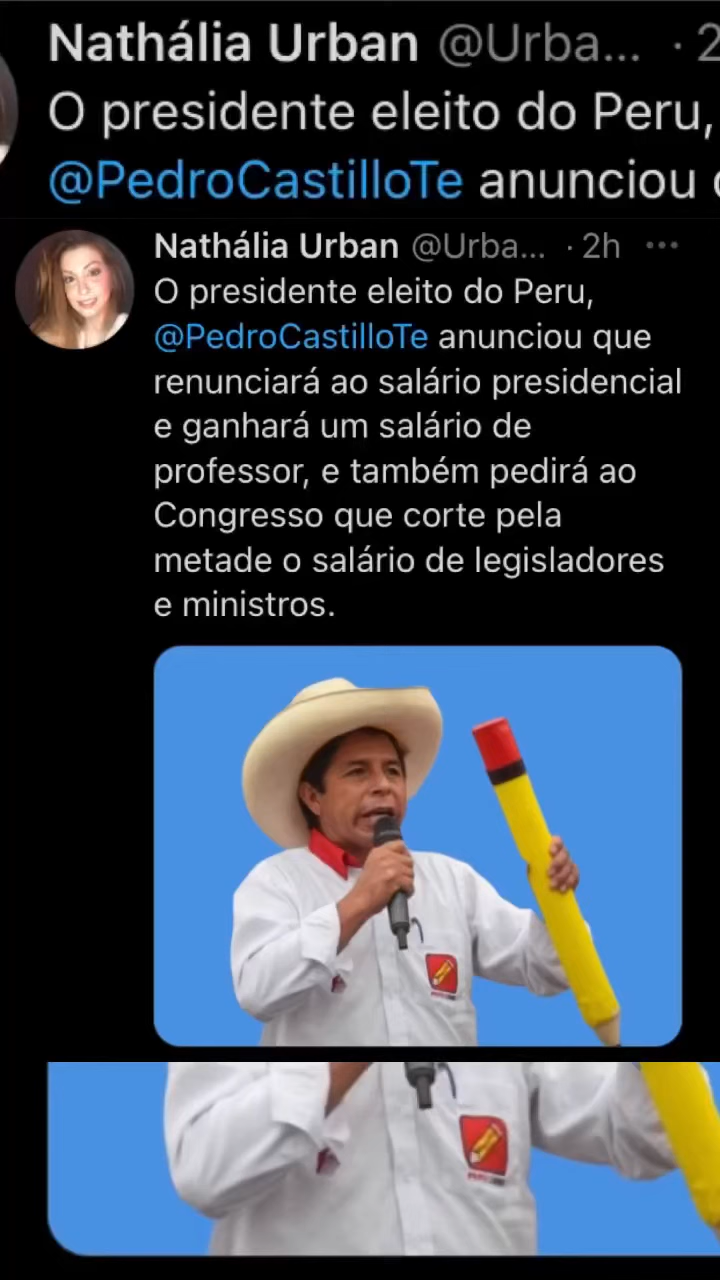 Nathália Urban @Urba... · 2
O presidente eleito do Peru,
@PedroCastilloTe anunciou
Nathália Urban @Urba... · 2h ···
O presidente eleito do Peru,
@PedroCastilloTe anunciou que
renunciará ao salário presidencial
e ganhará um salário de
professor, e também pedirá ao
Congresso que corte pela
metade o salário de legisladores
e ministros.